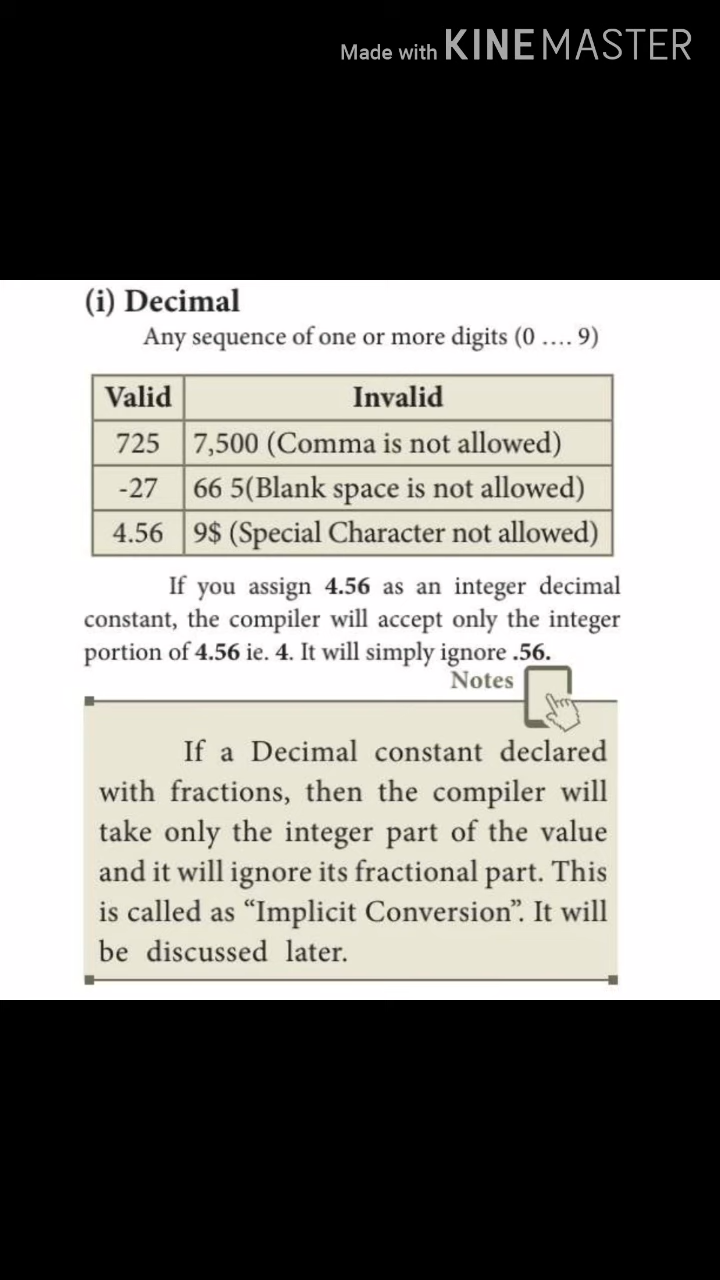 Made with KINEMASTER
(i) Decimal
Any sequence of one or more digits (0 .... 9)
Valid Invalid
725 7,500 (Comma is not allowed)
-27 66 5(Blank space is not allowed)
4.56 9$ (Special Character not allowed)
If you assign 4.56 as an integer decimal
constant, the compiler will accept only the integer
portion of 4.56 ie. 4. It will simply ignore .56.
Notes
If a Decimal constant declared
with fractions, then the compiler will
take only the integer part of the value
and it will ignore its fractional part. This
is called as “Implicit Conversion”. It will
be discussed later.